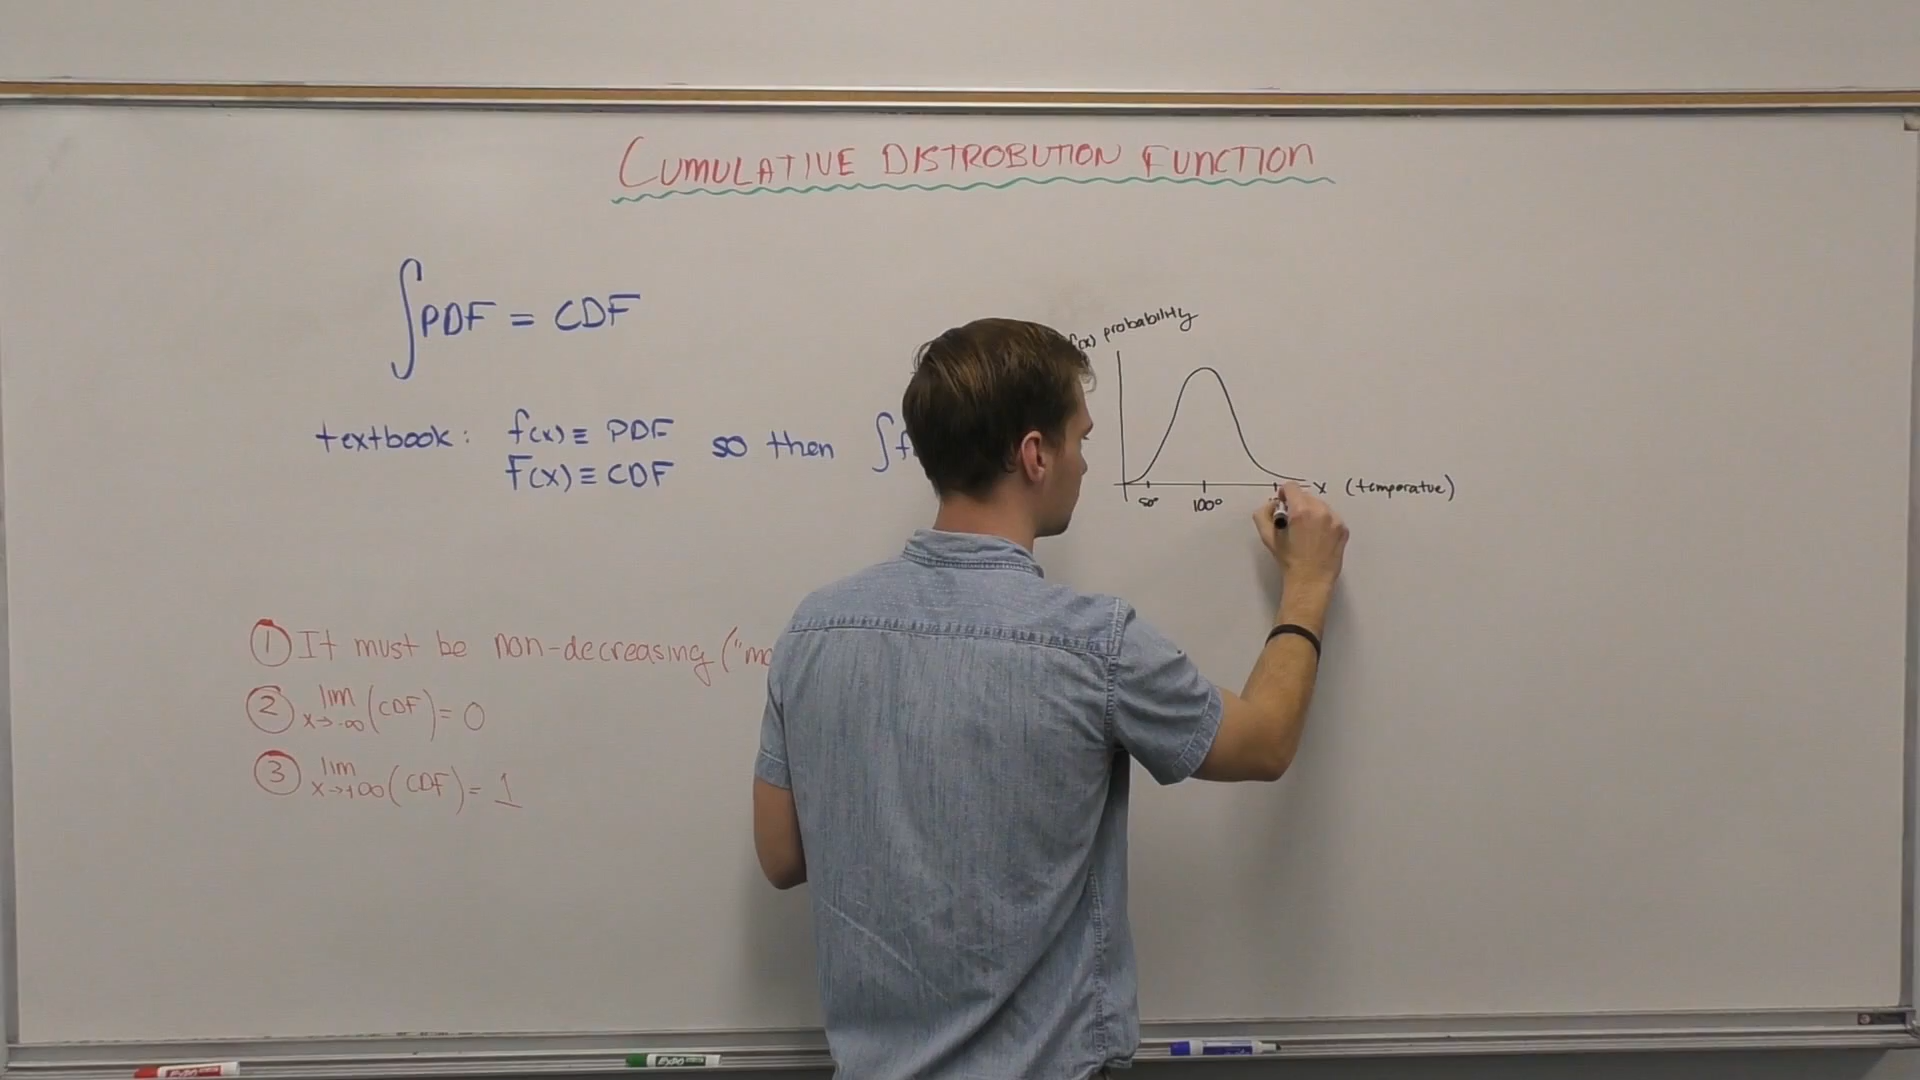 CUMULATIVE DISTROBUTION FUNCTION
∫PDF = CDF
textbook: f(x) ≡ PDF so then ∫f
F(x) ≡ CDF
f(x) probability
x (temperatue)
50° 100°
① It must be non-decreasing ("mo
② lim x→-∞ (CDF) = 0
③ lim x→+∞ (CDF) = 1
EXPO
EXPO